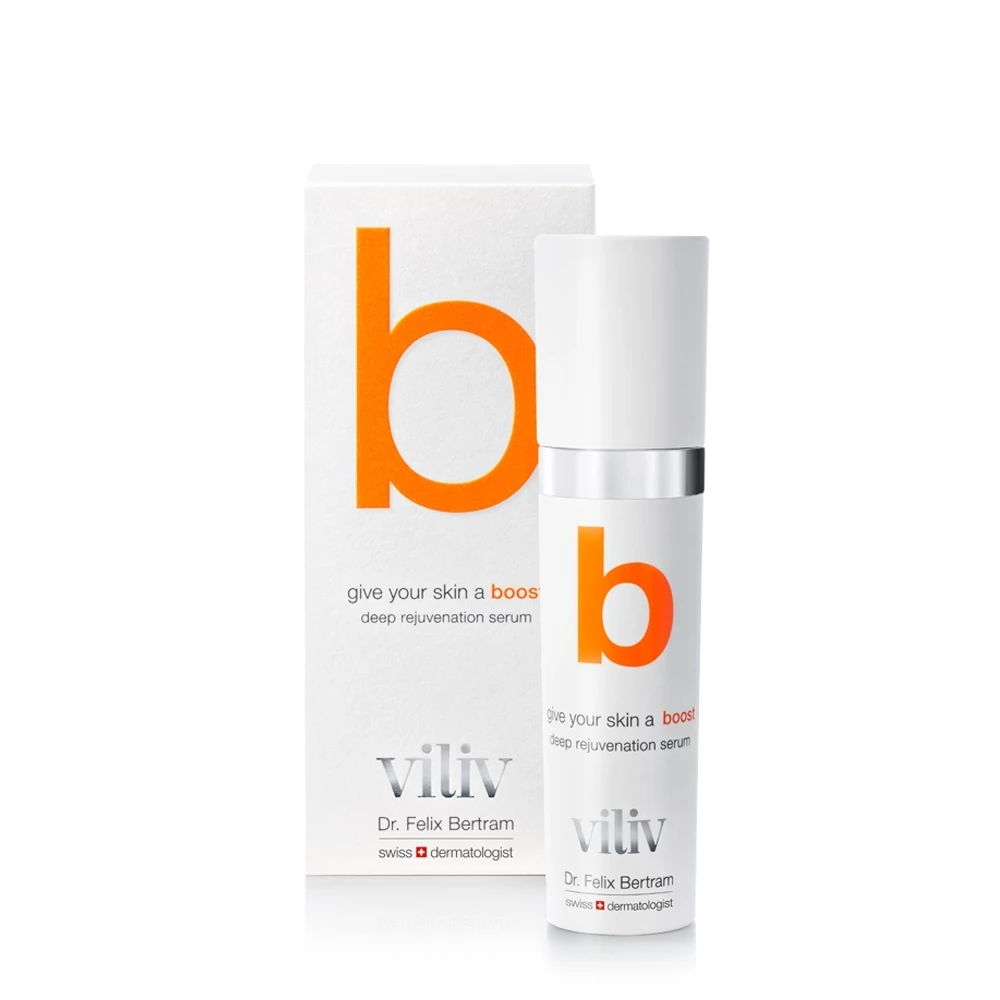 b
give your skin a boost
deep rejuvenation serum
viliv
Dr. Felix Bertram
swiss dermatologist
b
give your skin a boost
deep rejuvenation serum
viliv
Dr. Felix Bertram
swiss dermatologist